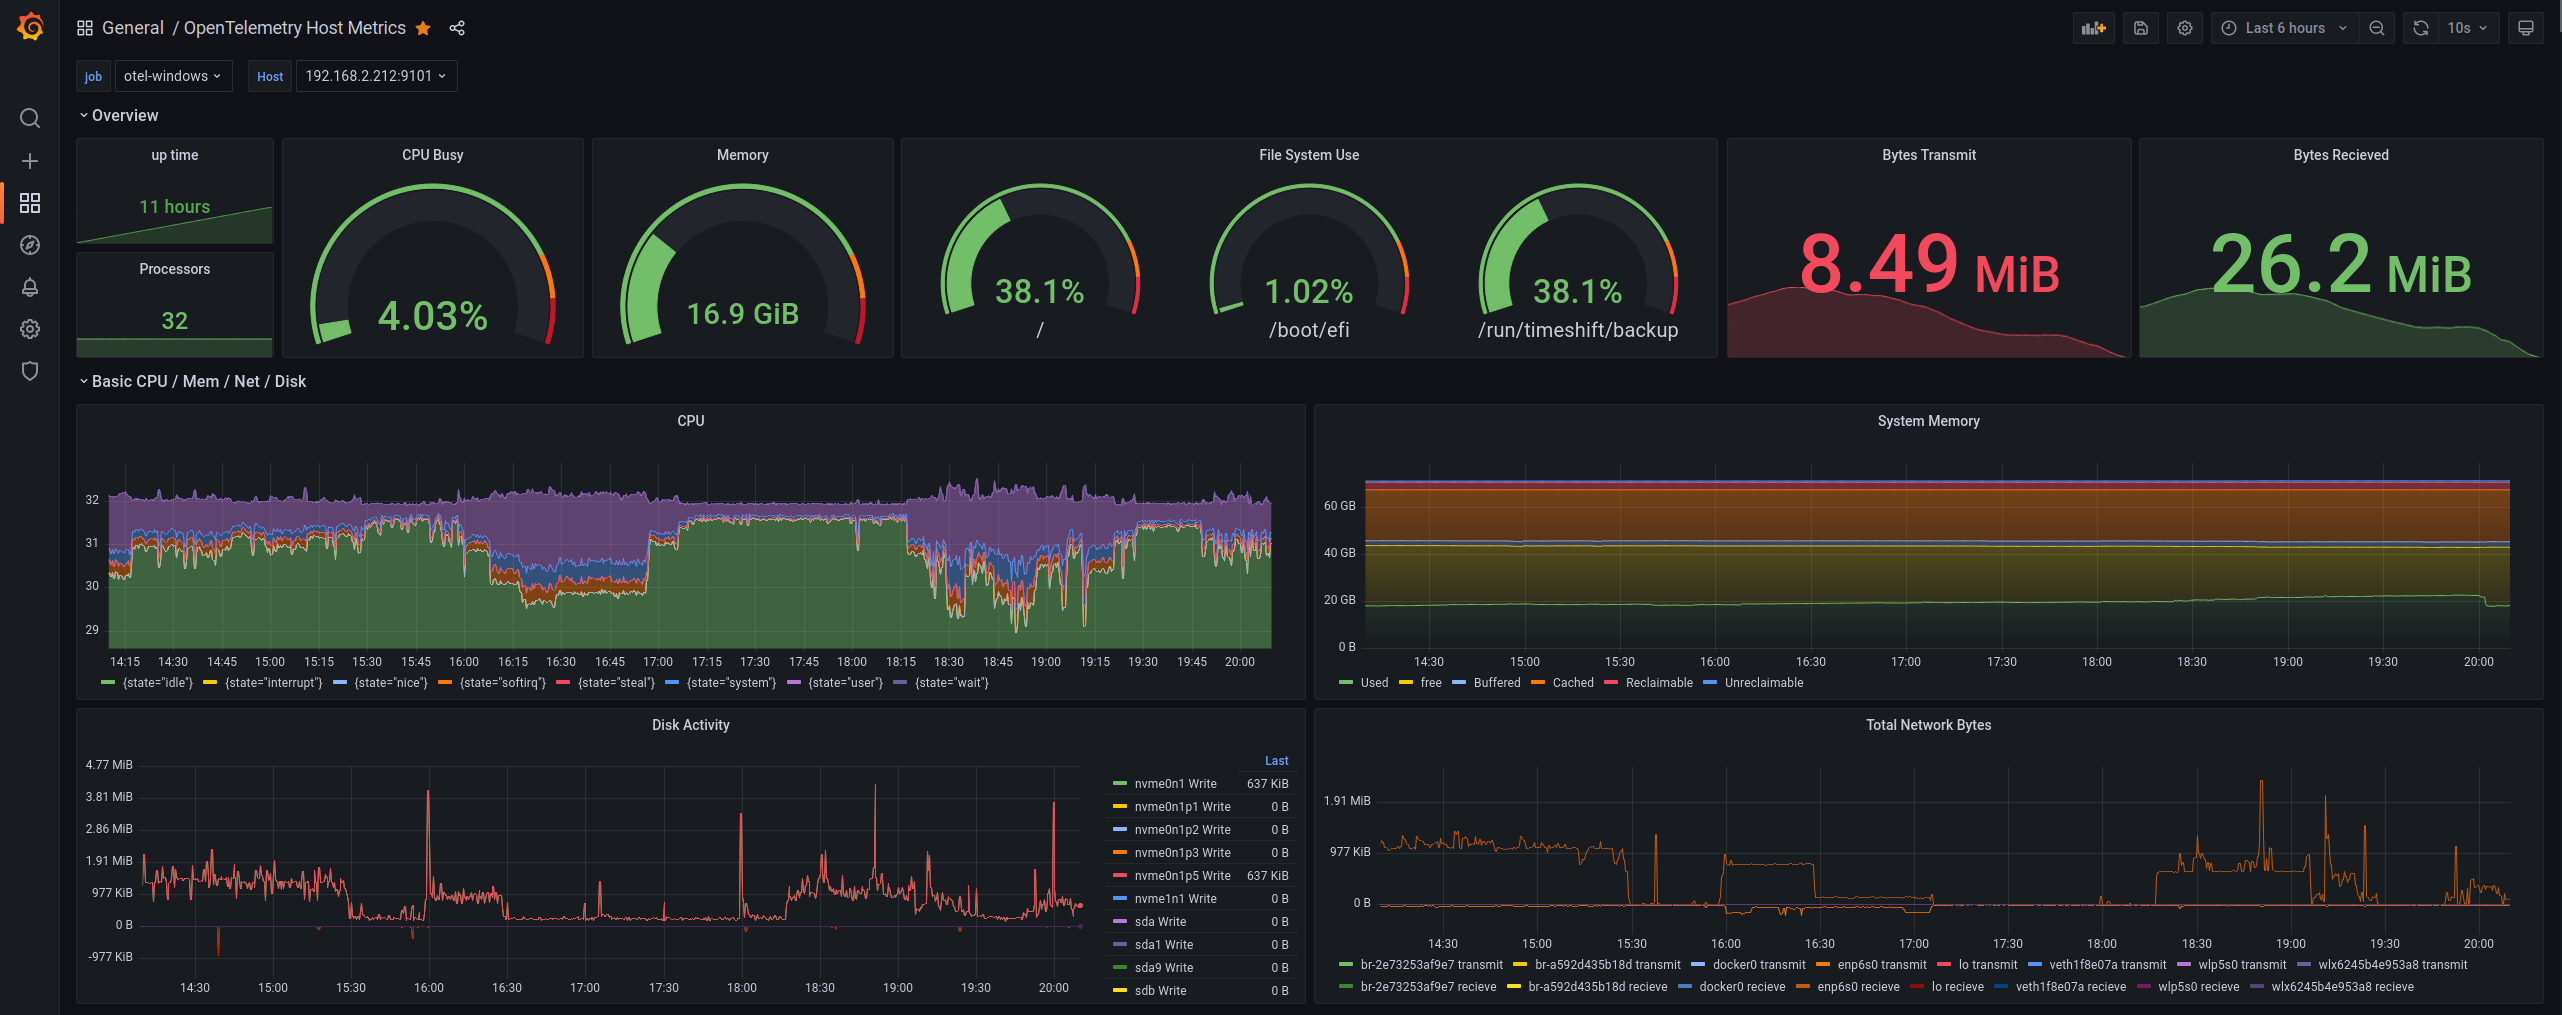 General / OpenTelemetry Host Metrics
Last 6 hours
10s
job otel-windows Host 192.168.2.212:9101
Overview
up time
11 hours
Processors
32
CPU Busy
4.03%
Memory
16.9 GiB
File System Use
38.1% 1.02% 38.1%
/ /boot/efi /run/timeshift/backup
Bytes Transmit
8.49 MiB
Bytes Recieved
26.2 MiB
Basic CPU / Mem / Net / Disk
CPU
32
31
30
29
14:15 14:30 14:45 15:00 15:15 15:30 15:45 16:00 16:15 16:30 16:45 17:00 17:15 17:30 17:45 18:00 18:15 18:30 18:45 19:00 19:15 19:30 19:45 20:00
{state="idle"} {state="interrupt"} {state="nice"} {state="softirq"} {state="steal"} {state="system"} {state="user"} {state="wait"}
System Memory
60 GB
40 GB
20 GB
0 B
14:30 15:00 15:30 16:00 16:30 17:00 17:30 18:00 18:30 19:00 19:30 20:00
Used free Buffered Cached Reclaimable Unreclaimable
Disk Activity
4.77 MiB
3.81 MiB
2.86 MiB
1.91 MiB
977 KiB
0 B
-977 KiB
14:30 15:00 15:30 16:00 16:30 17:00 17:30 18:00 18:30 19:00 19:30 20:00
Last
nvme0n1 Write 637 KiB
nvme0n1p1 Write 0 B
nvme0n1p2 Write 0 B
nvme0n1p3 Write 0 B
nvme0n1p5 Write 637 KiB
nvme1n1 Write 0 B
sda Write 0 B
sda1 Write 0 B
sda9 Write 0 B
sdb Write 0 B
Total Network Bytes
1.91 MiB
977 KiB
0 B
14:30 15:00 15:30 16:00 16:30 17:00 17:30 18:00 18:30 19:00 19:30 20:00
br-2e73253af9e7 transmit br-a592d435b18d transmit docker0 transmit enp6s0 transmit lo transmit veth1f8e07a transmit wlp5s0 transmit wlx6245b4e953a8 transmit
br-2e73253af9e7 recieve br-a592d435b18d recieve docker0 recieve enp6s0 recieve lo recieve veth1f8e07a recieve wlp5s0 recieve wlx6245b4e953a8 recieve